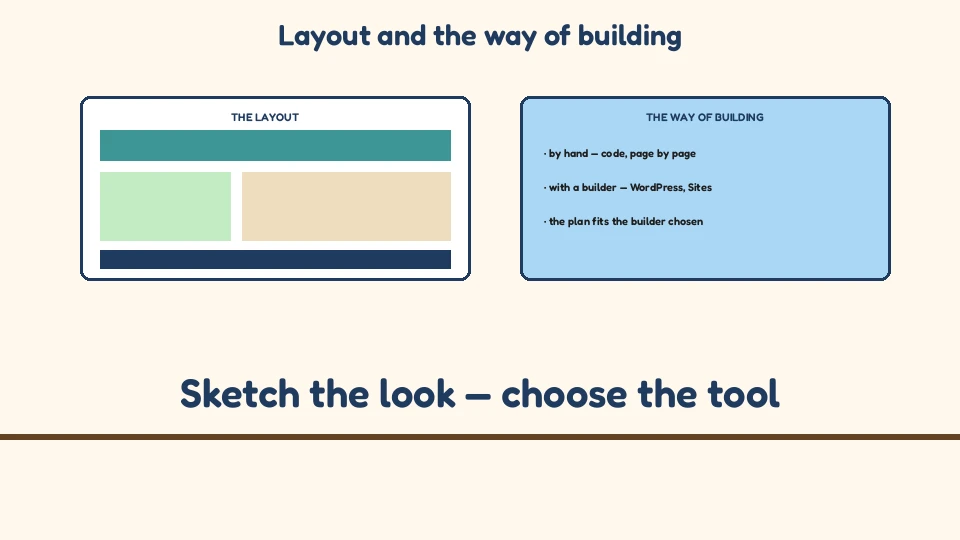 Layout and the way of building
THE LAYOUT
THE WAY OF BUILDING
· by hand — code, page by page
· with a builder — WordPress, Sites
· the plan fits the builder chosen
Sketch the look — choose the tool